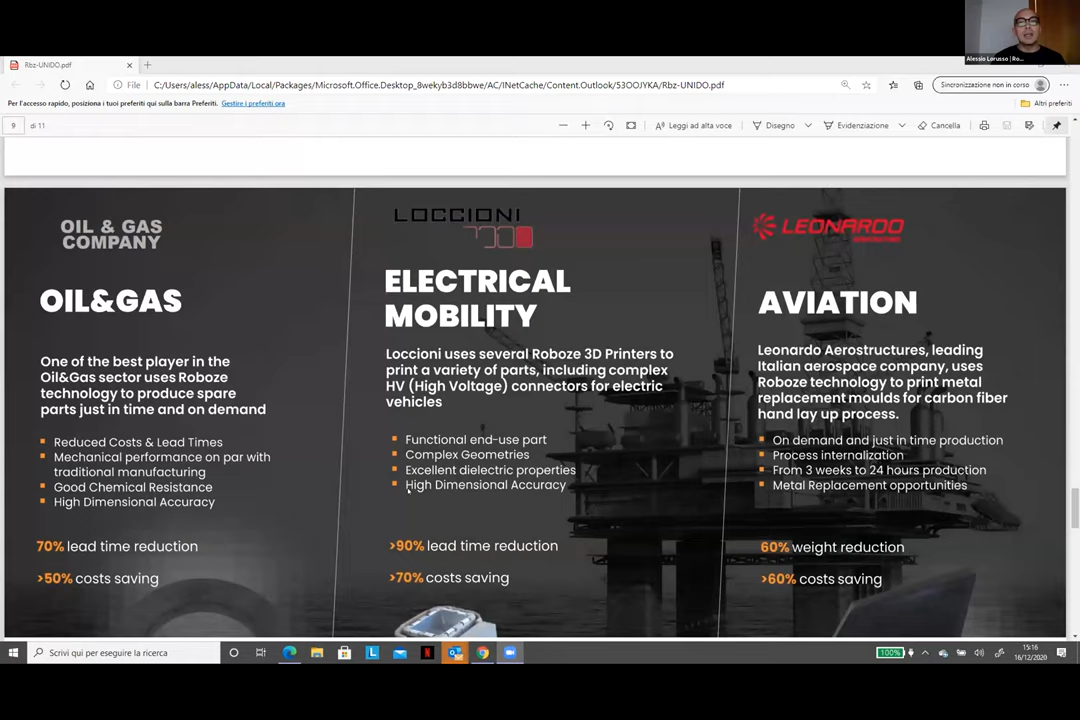 Alessio Lorusso | Ro...
Rbz-UNIDO.pdf
File
C:/Users/aless/AppData/Local/Packages/Microsoft.Office.Desktop_8wekyb3d8bbwe/AC/INetCache/Content.Outlook/53OOJYKA/Rbz-UNIDO.pdf
Sincronizzazione non in corso
Per l'accesso rapido, posiziona i tuoi preferiti qui sulla barra Preferiti. Gestisci i preferiti ora
Altri preferiti
9 di 11
Leggi ad alta voce
Disegno
Evidenziazione
Cancella
OIL & GAS
COMPANY
OIL&GAS
One of the best player in the
Oil&Gas sector uses Roboze
technology to produce spare
parts just in time and on demand
Reduced Costs & Lead Times
Mechanical performance on par with
traditional manufacturing
Good Chemical Resistance
High Dimensional Accuracy
70% lead time reduction
>50% costs saving
LOCCIONI
ELECTRICAL
MOBILITY
Loccioni uses several Roboze 3D Printers to
print a variety of parts, including complex
HV (High Voltage) connectors for electric
vehicles
Functional end-use part
Complex Geometries
Excellent dielectric properties
High Dimensional Accuracy
>90% lead time reduction
>70% costs saving
LEONARDO
AVIATION
Leonardo Aerostructures, leading
Italian aerospace company, uses
Roboze technology to print metal
replacement moulds for carbon fiber
hand lay up process.
On demand and just in time production
Process internalization
From 3 weeks to 24 hours production
Metal Replacement opportunities
60% weight reduction
>60% costs saving
Scrivi qui per eseguire la ricerca
100%
15:16
16/12/2020